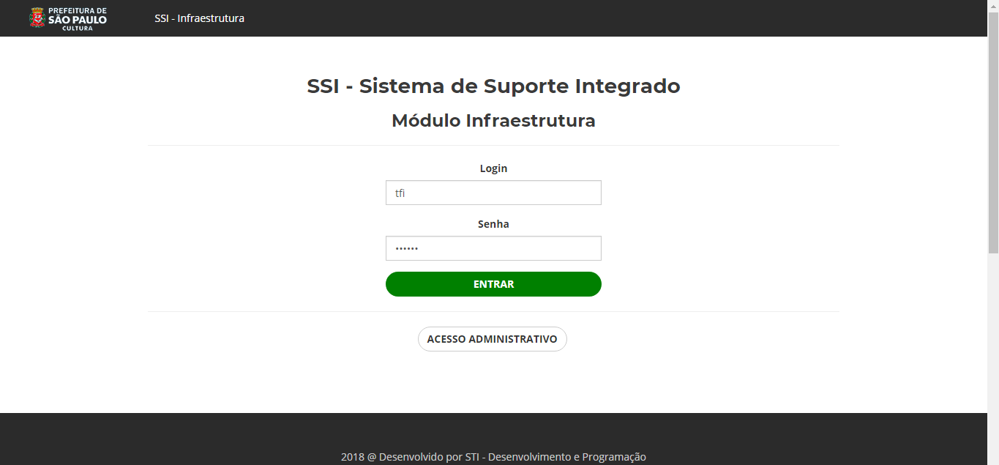 PREFEITURA DE
SÃO PAULO
CULTURA
SSI - Infraestrutura
SSI - Sistema de Suporte Integrado
Módulo Infraestrutura
Login
tfi
Senha
••••••
ENTRAR
ACESSO ADMINISTRATIVO
2018 @ Desenvolvido por STI - Desenvolvimento e Programação